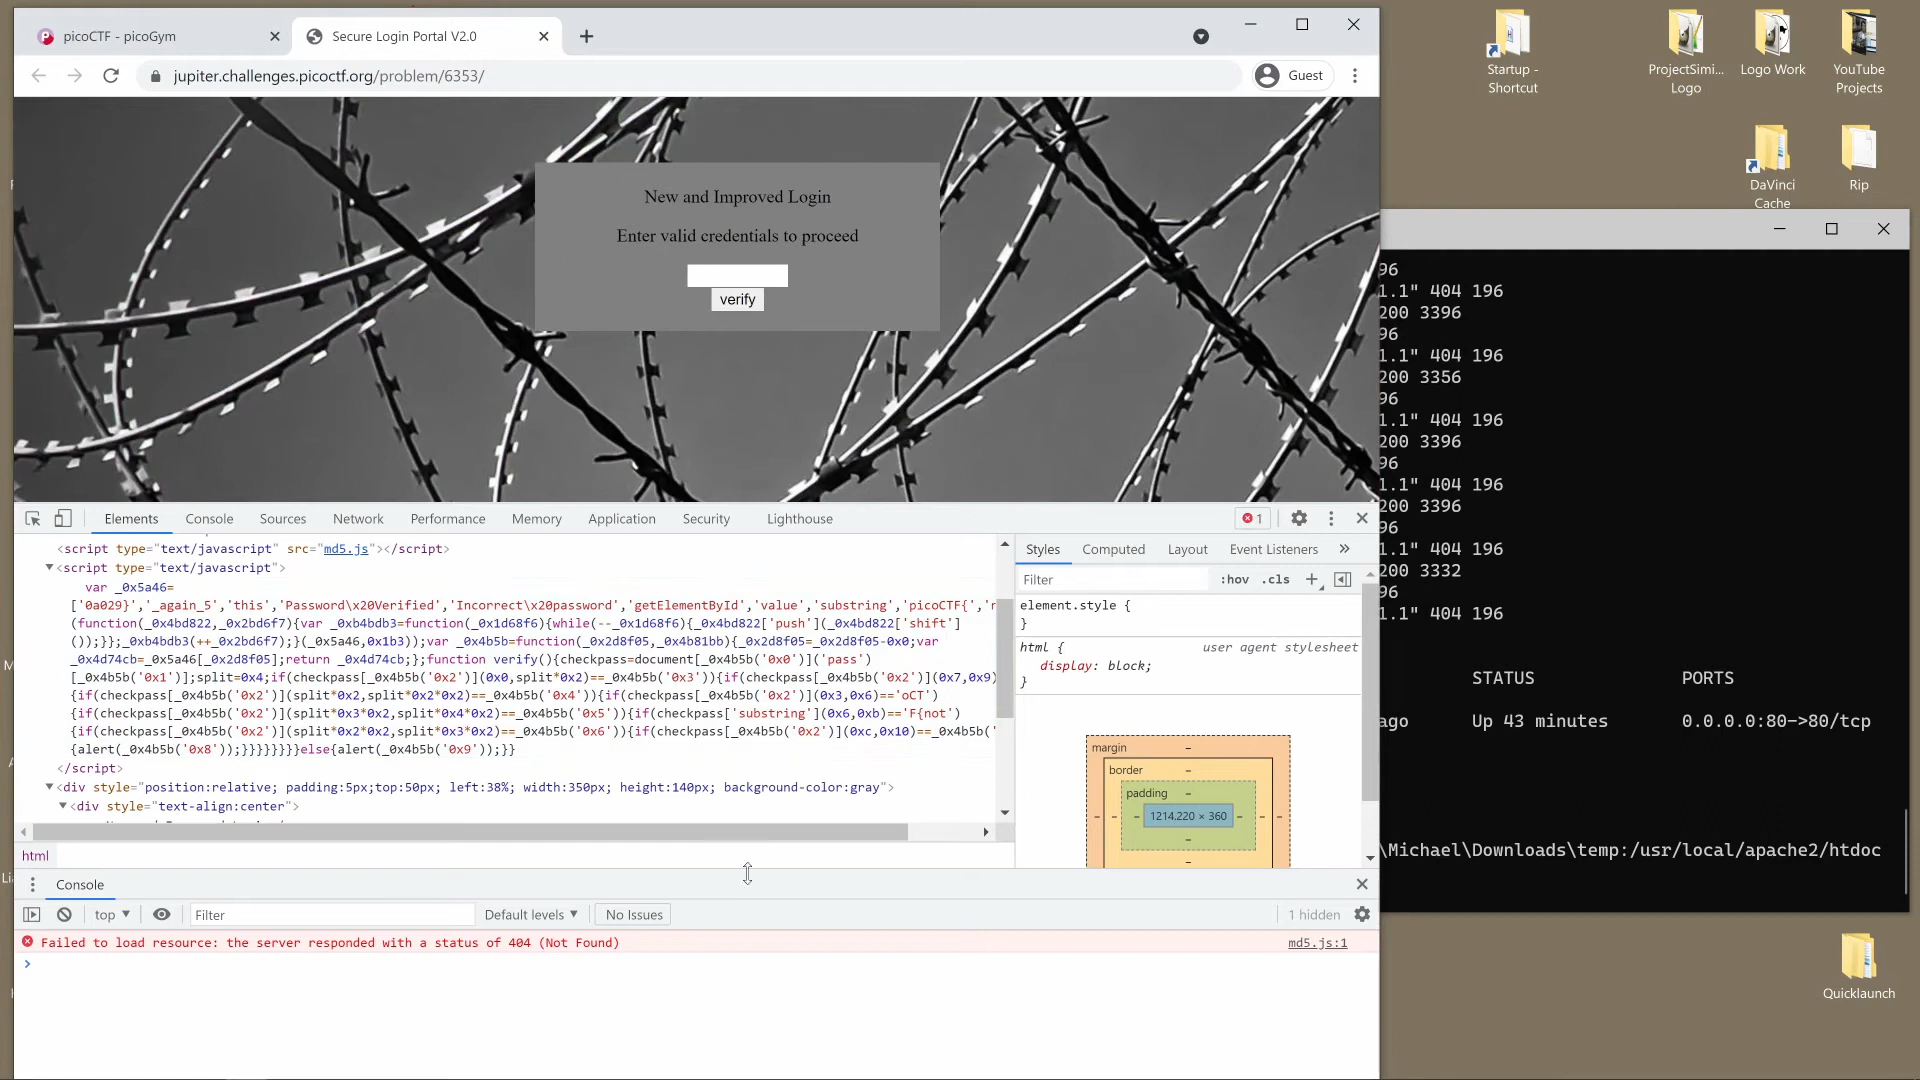 picoCTF - picoGym
Secure Login Portal V2.0
jupiter.challenges.picoctf.org/problem/6353/
Guest
New and Improved Login
Enter valid credentials to proceed
verify
Elements Console Sources Network Performance Memory Application Security Lighthouse
1
<script type="text/javascript" src="md5.js"></script>
<script type="text/javascript">
var _0x5a46=
['0a029}','_again_5','this','Password\x20Verified','Incorrect\x20password','getElementById','value','substring','picoCTF{','
(function(_0x4bd822,_0x2bd6f7){var _0xb4bdb3=function(_0x1d68f6){while(--_0x1d68f6){_0x4bd822['push'](_0x4bd822['shift']
());}};_0xb4bdb3(++_0x2bd6f7);}(_0x5a46,0x1b3));var _0x4b5b=function(_0x2d8f05,_0x4b81bb){_0x2d8f05=_0x2d8f05-0x0;var
_0x4d74cb=_0x5a46[_0x2d8f05];return _0x4d74cb;};function verify(){checkpass=document[_0x4b5b('0x0')]('pass')
[_0x4b5b('0x1')];split=0x4;if(checkpass[_0x4b5b('0x2')](0x0,split*0x2)==_0x4b5b('0x3')){if(checkpass[_0x4b5b('0x2')](0x7,0x9)
{if(checkpass[_0x4b5b('0x2')](split*0x2,split*0x2*0x2)==_0x4b5b('0x4')){if(checkpass[_0x4b5b('0x2')](0x3,0x6)=='oCT')
{if(checkpass[_0x4b5b('0x2')](split*0x3*0x2,split*0x4*0x2)==_0x4b5b('0x5')){if(checkpass['substring'](0x6,0xb)=='F{not')
{if(checkpass[_0x4b5b('0x2')](split*0x2*0x2,split*0x3*0x2)==_0x4b5b('0x6')){if(checkpass[_0x4b5b('0x2')](0xc,0x10)==_0x4b5b('
{alert(_0x4b5b('0x8'));}}}}}}}}else{alert(_0x4b5b('0x9'));}}
</script>
<div style="position:relative; padding:5px;top:50px; left:38%; width:350px; height:140px; background-color:gray">
<div style="text-align:center">
html
Styles Computed Layout Event Listeners
Filter
:hov .cls
element.style {
}
html {
user agent stylesheet
display: block;
}
margin
border
padding
1214.220 × 360
Console
top
Filter
Default levels
No Issues
1 hidden
Failed to load resource: the server responded with a status of 404 (Not Found)
md5.js:1
Startup -
Shortcut
ProjectSimi...
Logo
Logo Work
YouTube
Projects
DaVinci
Cache
Rip
96
1.1" 404 196
200 3396
96
1.1" 404 196
200 3356
96
1.1" 404 196
200 3396
96
1.1" 404 196
200 3396
96
1.1" 404 196
200 3332
96
1.1" 404 196
STATUS PORTS
ago Up 43 minutes 0.0.0.0:80->80/tcp
\Michael\Downloads\temp:/usr/local/apache2/htdoc
Quicklaunch